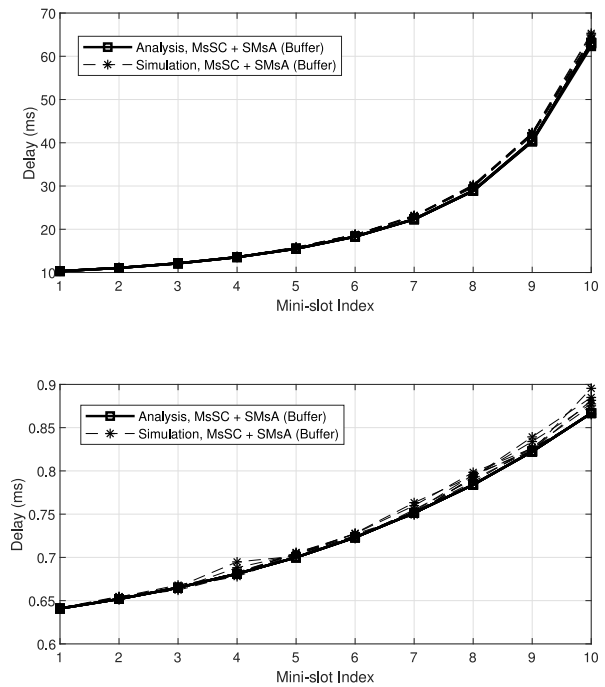 70
60
50
40
30
20
10
Delay (ms)
Analysis, MsSC + SMsA (Buffer)
Simulation, MsSC + SMsA (Buffer)
1 2 3 4 5 6 7 8 9 10
Mini-slot Index
0.9
0.85
0.8
0.75
0.7
0.65
0.6
Delay (ms)
Analysis, MsSC + SMsA (Buffer)
Simulation, MsSC + SMsA (Buffer)
1 2 3 4 5 6 7 8 9 10
Mini-slot Index